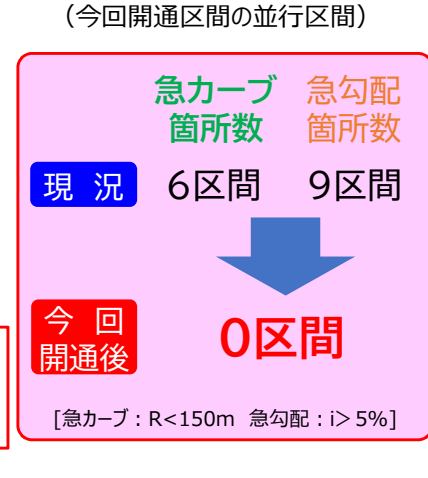 （今回開通区間の並行区間）
急カーブ 急勾配
箇所数 箇所数
現 況 6区間 9区間
今 回
開通後 0区間
[急カーブ：R<150m 急勾配：i＞5%]